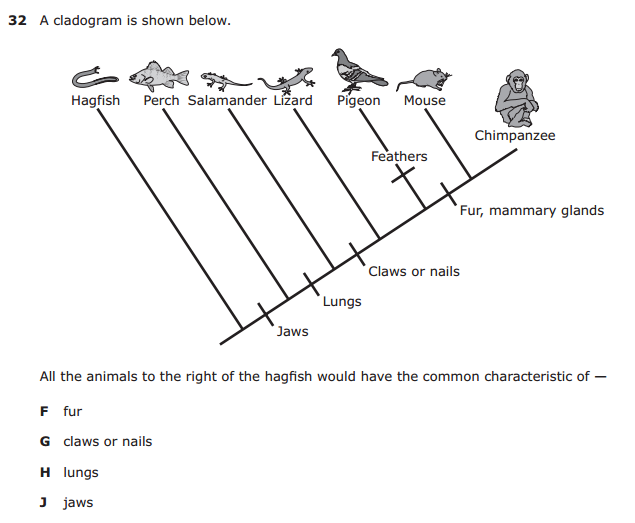 32 A cladogram is shown below.
Hagfish Perch Salamander Lizard Pigeon Mouse
Chimpanzee
Feathers
Fur, mammary glands
Claws or nails
Lungs
Jaws
All the animals to the right of the hagfish would have the common characteristic of —
F fur
G claws or nails
H lungs
J jaws